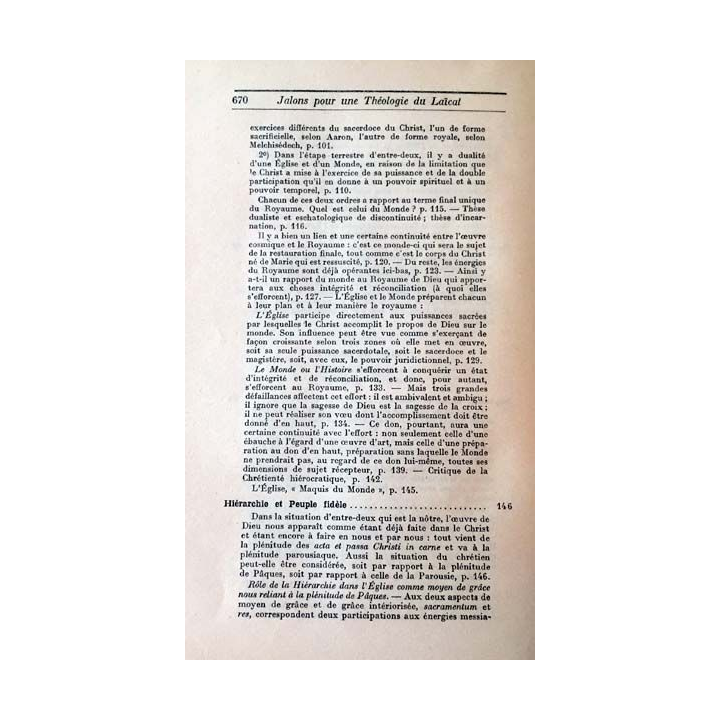 670 Jalons pour une Théologie du Laïcat
exercices différents du sacerdoce du Christ, l'un de forme
sacrificielle, selon Aaron, l'autre de forme royale, selon
Melchisédech, p. 101.
2º) Dans l'étape terrestre d'entre-deux, il y a dualité
d'une Église et d'un Monde, en raison de la limitation que
le Christ a mise à l'exercice de sa puissance et de la double
participation qu'il en donne à un pouvoir spirituel et à un
pouvoir temporel, p. 110.
Chacun de ces deux ordres a rapport au terme final unique
du Royaume. Quel est celui du Monde ? p. 115. — Thèse
dualiste et eschatologique de discontinuité ; thèse d'incar-
nation, p. 116.
Il y a bien un lien et une certaine continuité entre l'œuvre
cosmique et le Royaume : c'est ce monde-ci qui sera le sujet
de la restauration finale, tout comme c'est le corps du Christ
né de Marie qui est ressuscité, p. 120. — Du reste, les énergies
du Royaume sont déjà opérantes ici-bas, p. 123. — Ainsi y
a-t-il un rapport du monde au Royaume de Dieu qui appor-
tera aux choses intégrité et réconciliation (à quoi elles
s'efforcent), p. 127. — L'Église et le Monde préparent chacun
à leur plan et à leur manière le royaume :
L'Église participe directement aux puissances sacrées
par lesquelles le Christ accomplit le propos de Dieu sur le
monde. Son influence peut être vue comme s'exerçant de
façon croissante selon trois zones où elle met en œuvre,
soit sa seule puissance sacerdotale, soit le sacerdoce et le
magistère, soit, avec eux, le pouvoir juridictionnel, p. 129.
Le Monde ou l'Histoire s'efforcent à conquérir un état
d'intégrité et de réconciliation, et donc, pour autant,
s'efforcent au Royaume, p. 133. — Mais trois grandes
défaillances affectent cet effort : il est ambivalent et ambigu ;
il ignore que la sagesse de Dieu est la sagesse de la croix ;
il ne peut réaliser son vœu dont l'accomplissement doit être
donné d'en haut, p. 134. — Ce don, pourtant, aura une
certaine continuité avec l'effort : non seulement celle d'une
ébauche à l'égard d'une œuvre d'art, mais celle d'une prépa-
ration au don d'en haut, préparation sans laquelle le Monde
ne prendrait pas, au regard de ce don lui-même, toutes ses
dimensions de sujet récepteur, p. 139. — Critique de la
Chrétienté hiérocratique, p. 142.
L'Église, « Maquis du Monde », p. 145.
Hiérarchie et Peuple fidèle ............................ 146
Dans la situation d'entre-deux qui est la nôtre, l'œuvre de
Dieu nous apparaît comme étant déjà faite dans le Christ
et étant encore à faire en nous et par nous : tout vient de
la plénitude des acta et passa Christi in carne et va à la
plénitude parousiaque. Aussi la situation du chrétien
peut-elle être considérée, soit par rapport à la plénitude
de Pâques, soit par rapport à celle de la Parousie, p. 146.
Rôle de la Hiérarchie dans l'Église comme moyen de grâce
nous reliant à la plénitude de Pâques. — Aux deux aspects de
moyen de grâce et de grâce intériorisée, sacramentum et
res, correspondent deux participations aux énergies messia-